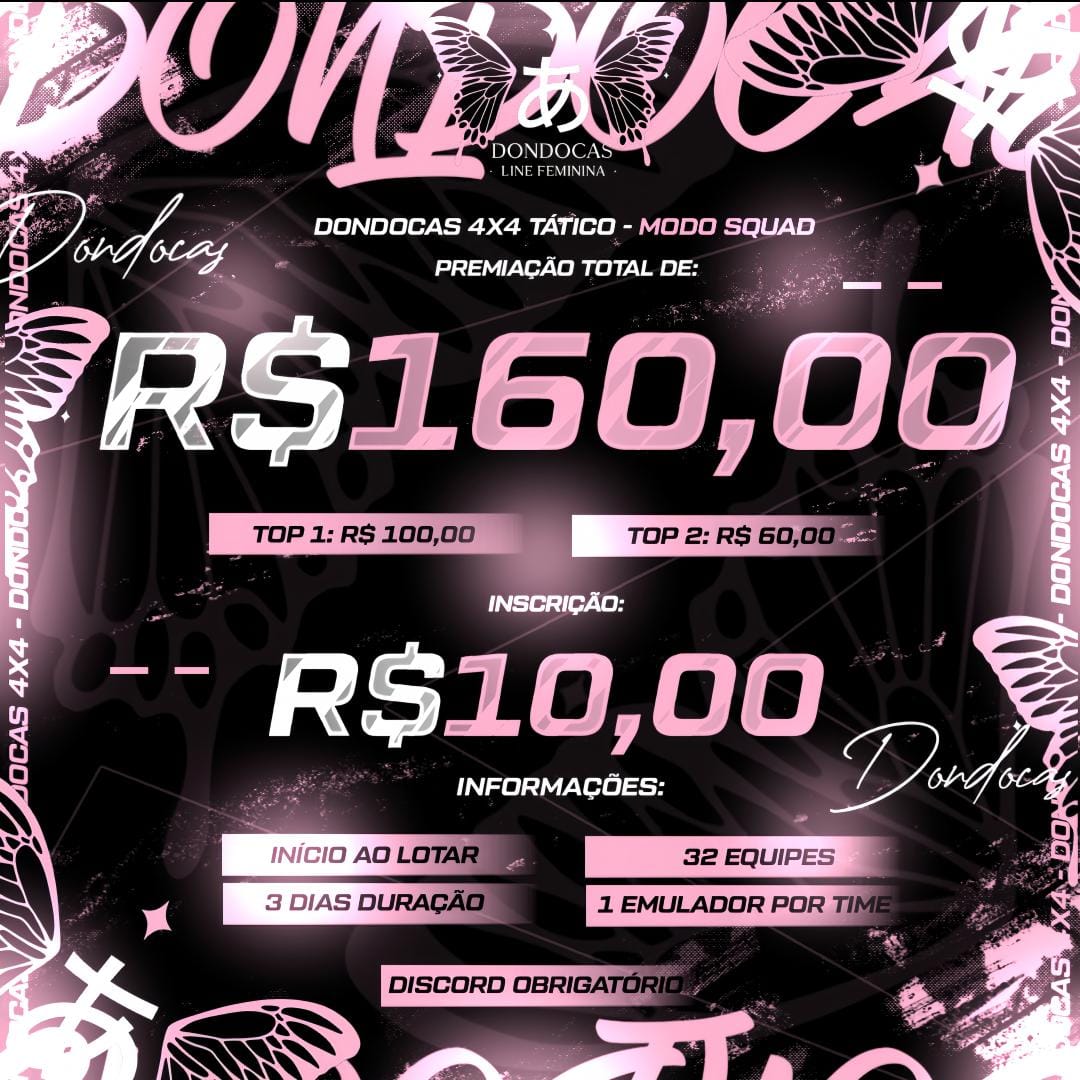 DONDOCAS
あ
DONDOCAS
· LINE FEMININA ·
Dondocas
DONDOCAS 4X4 TÁTICO - MODO SQUAD
PREMIAÇÃO TOTAL DE:
R$160,00
TOP 1: R$ 100,00
TOP 2: R$ 60,00
INSCRIÇÃO:
R$10,00
Dondocas
INFORMAÇÕES:
INÍCIO AO LOTAR
32 EQUIPES
3 DIAS DURAÇÃO
1 EMULADOR POR TIME
DISCORD OBRIGATÓRIO
DONDOCAS 4X4 - DONDOCAS 4X4
DONDOCAS 4X4 - DONDOCAS 4X4